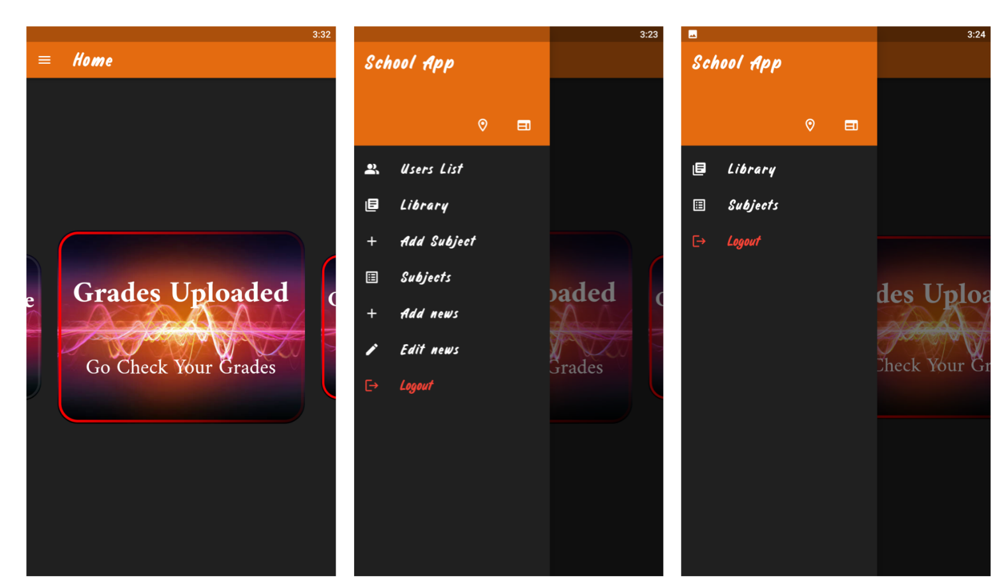 3:32
Home
e
Grades Uploaded
Go Check Your Grades
3:23
School App
Users List
Library
Add Subject
Subjects
Add news
Edit news
Logout
oaded
Grades
3:24
School App
Library
Subjects
Logout
des Uploa
Check Your Gr